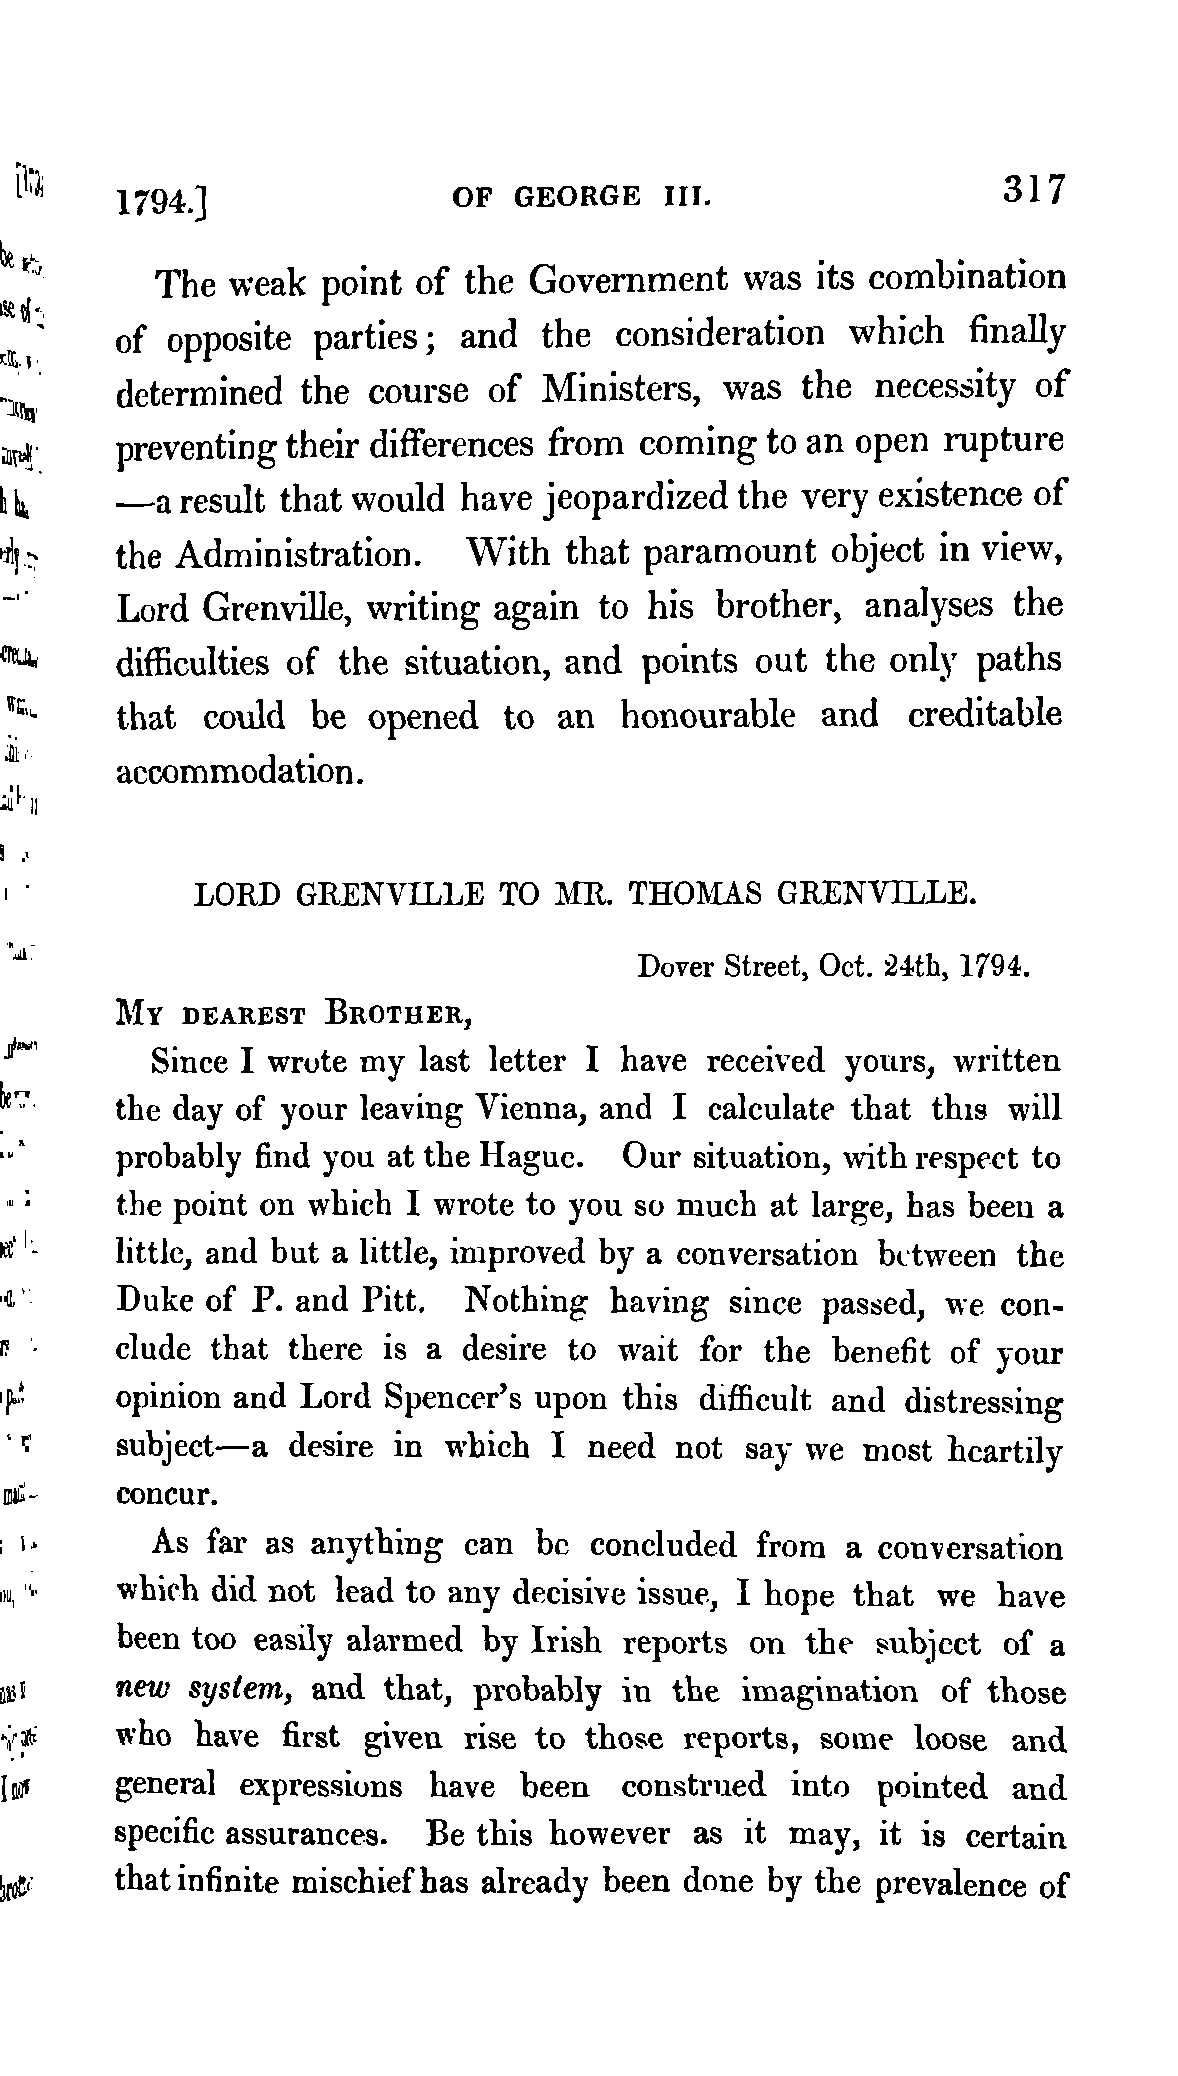 1794.] OF GEORGE III. 317
The weak point of the Government was its combination
of opposite parties; and the consideration which finally
determined the course of Ministers, was the necessity of
preventing their differences from coming to an open rupture
—a result that would have jeopardized the very existence of
the Administration. With that paramount object in view,
Lord Grenville, writing again to his brother, analyses the
difficulties of the situation, and points out the only paths
that could be opened to an honourable and creditable
accommodation.
LORD GRENVILLE TO MR. THOMAS GRENVILLE.
Dover Street, Oct. 24th, 1794.
MY DEAREST BROTHER,
Since I wrote my last letter I have received yours, written
the day of your leaving Vienna, and I calculate that this will
probably find you at the Hague. Our situation, with respect to
the point on which I wrote to you so much at large, has been a
little, and but a little, improved by a conversation between the
Duke of P. and Pitt. Nothing having since passed, we con-
clude that there is a desire to wait for the benefit of your
opinion and Lord Spencer's upon this difficult and distressing
subject—a desire in which I need not say we most heartily
concur.
As far as anything can be concluded from a conversation
which did not lead to any decisive issue, I hope that we have
been too easily alarmed by Irish reports on the subject of a
new system, and that, probably in the imagination of those
who have first given rise to those reports, some loose and
general expressions have been construed into pointed and
specific assurances. Be this however as it may, it is certain
that infinite mischief has already been done by the prevalence of